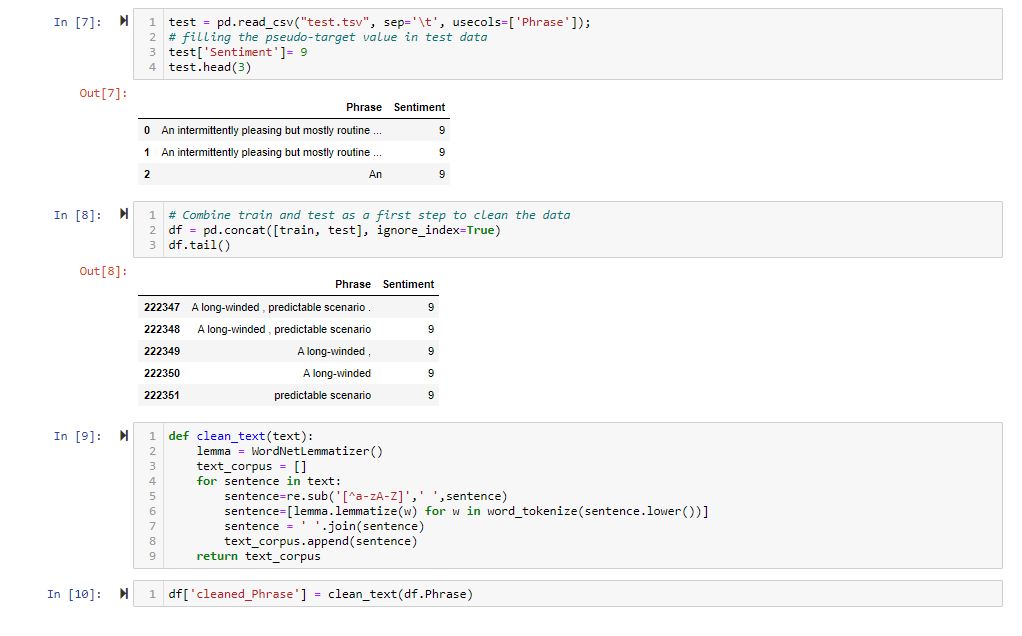 In [7]:
1 test = pd.read_csv("test.tsv", sep='\t', usecols=['Phrase']);
2 # filling the pseudo-target value in test data
3 test['Sentiment']= 9
4 test.head(3)
Out[7]:
Phrase Sentiment
0 An intermittently pleasing but mostly routine ... 9
1 An intermittently pleasing but mostly routine ... 9
2 An 9
In [8]:
1 # Combine train and test as a first step to clean the data
2 df = pd.concat([train, test], ignore_index=True)
3 df.tail()
Out[8]:
Phrase Sentiment
222347 A long-winded , predictable scenario . 9
222348 A long-winded , predictable scenario 9
222349 A long-winded , 9
222350 A long-winded 9
222351 predictable scenario 9
In [9]:
1 def clean_text(text):
2     lemma = WordNetLemmatizer()
3     text_corpus = []
4     for sentence in text:
5         sentence=re.sub('[^a-zA-Z]',' ',sentence)
6         sentence=[lemma.lemmatize(w) for w in word_tokenize(sentence.lower())]
7         sentence = ' '.join(sentence)
8         text_corpus.append(sentence)
9     return text_corpus
In [10]:
1 df['cleaned_Phrase'] = clean_text(df.Phrase)